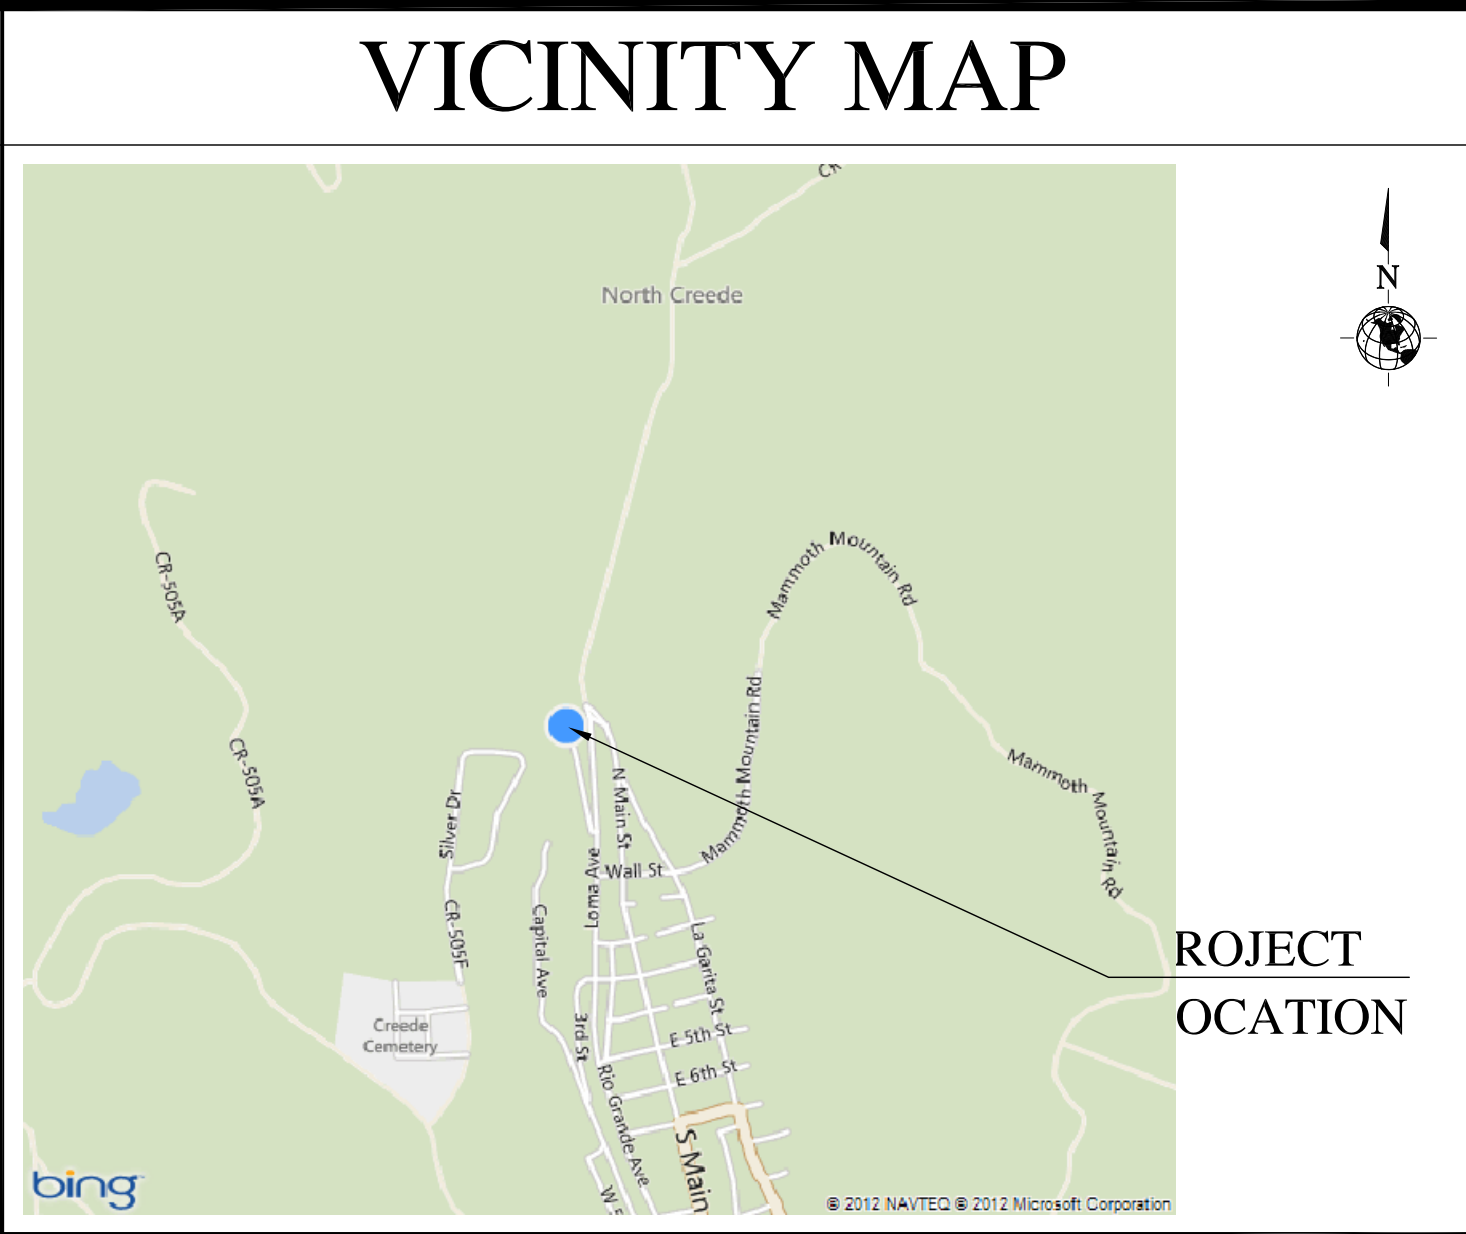 VICINITY MAP
CR
North Creede
N
CR-505A
Mammoth Mountain Rd
CR-505A
Mammoth Mountain Rd
Mammoth Mountain Rd
Mammoth
Silver Dr
N Main St
Wall St
Loma Ave
CR-505F
Capital Ave
La Garita St
ROJECT
OCATION
Creede
Cemetery
3rd St
E 5th St
E 6th St
Rio Grande Ave
S Main
W 5
bing
© 2012 NAVTEQ © 2012 Microsoft Corporation